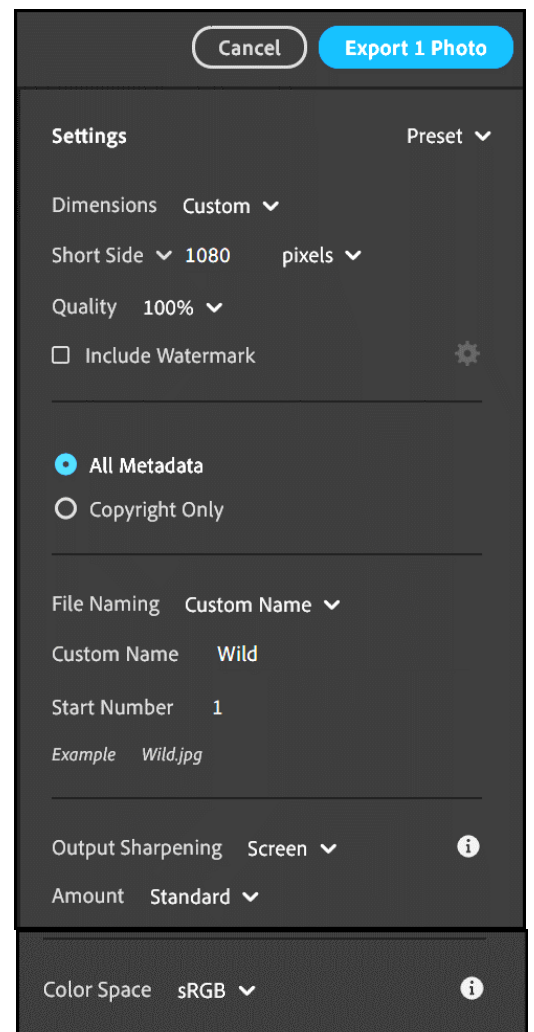 Cancel Export 1 Photo
Settings Preset
Dimensions Custom
Short Side 1080 pixels
Quality 100%
Include Watermark
All Metadata
Copyright Only
File Naming Custom Name
Custom Name Wild
Start Number 1
Example Wild.jpg
Output Sharpening Screen
Amount Standard
Color Space sRGB